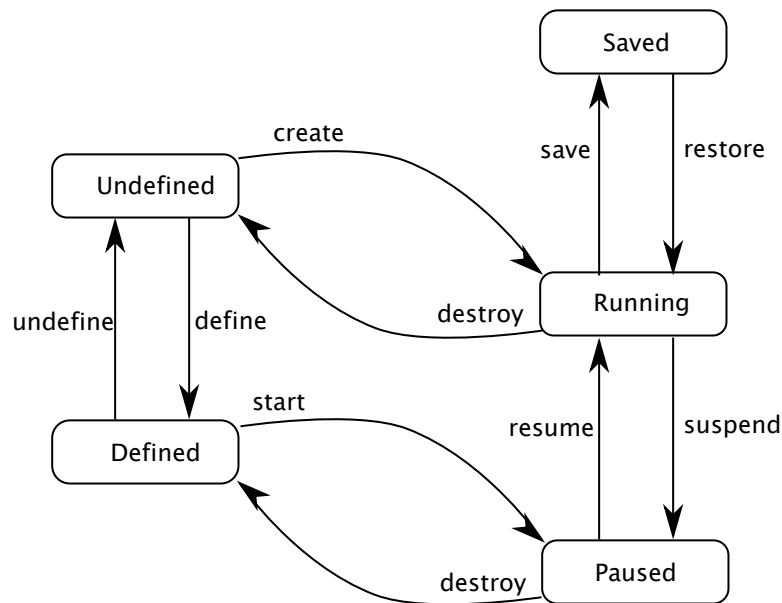 Saved
create
save
restore
Undefined
Running
undefine
define
destroy
start
resume
suspend
Defined
destroy
Paused